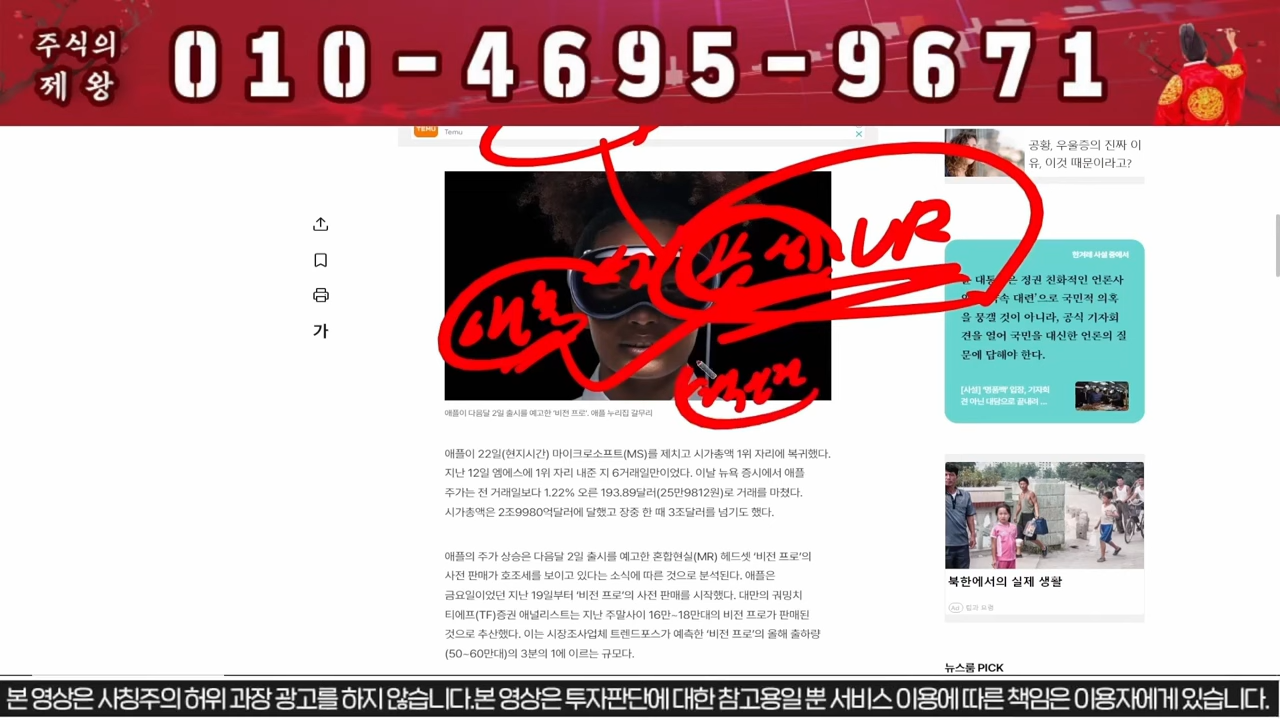 주식의
제왕
010-4695-9671
TEMU
Temu
공황, 우울증의 진짜 이
유, 이것 때문이라고?
가
애플
VR
한겨레 사설 중에서
대통 은 정권 친화적인 언론사
속 대련'으로 국민적 의혹
을 뭉갤 것이 아니라, 공식 기자회
견을 열어 국민을 대신한 언론의 질
문에 답해야 한다.
[사설] '명품백' 입장, 기자회
견 아닌 대담으로 끝내려 ...
애플이 다음달 2일 출시를 예고한 '비전 프로'. 애플 누리집 갈무리
애플이 22일(현지시간) 마이크로소프트(MS)를 제치고 시가총액 1위 자리에 복귀했다.
지난 12일 엠에스에 1위 자리 내준 지 6거래일만이었다. 이날 뉴욕 증시에서 애플
주가는 전 거래일보다 1.22% 오른 193.89달러(25만9812원)로 거래를 마쳤다.
시가총액은 2조9980억달러에 달했고 장중 한 때 3조달러를 넘기도 했다.
애플의 주가 상승은 다음달 2일 출시를 예고한 혼합현실(MR) 헤드셋 '비전 프로'의
사전 판매가 호조세를 보이고 있다는 소식에 따른 것으로 분석된다. 애플은
금요일이었던 지난 19일부터 '비전 프로'의 사전 판매를 시작했다. 대만의 궈밍치
티에프(TF)증권 애널리스트는 지난 주말사이 16만~18만대의 비전 프로가 판매된
것으로 추산했다. 이는 시장조사업체 트렌드포스가 예측한 '비전 프로'의 올해 출하량
(50~60만대)의 3분의 1에 이르는 규모다.
북한에서의 실제 생활
Ad
뉴스룸 PICK
본 영상은 사칭주의 허위 과장 광고를 하지 않습니다.본 영상은 투자판단에 대한 참고용일 뿐 서비스 이용에 따른 책임은 이용자에게 있습니다.